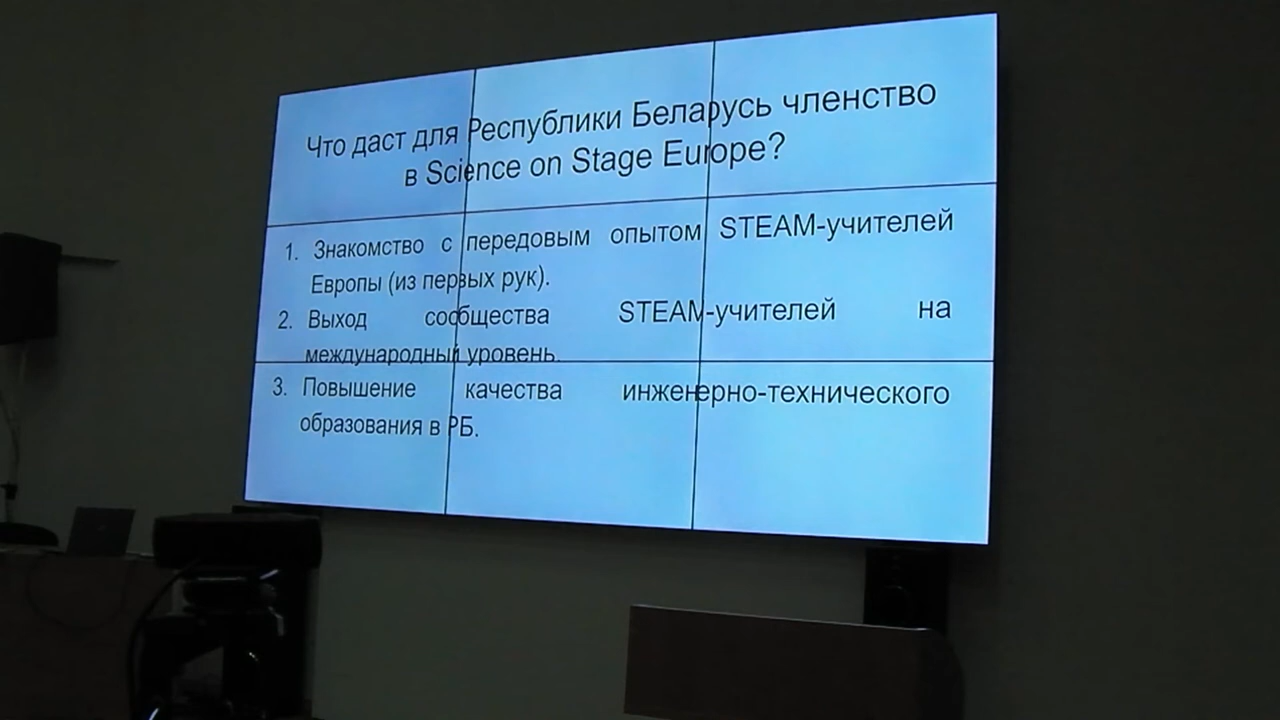 Что даст для Республики Беларусь членство
в Science on Stage Europe?
1. Знакомство с передовым опытом STEAM-учителей
Европы (из первых рук).
2. Выход сообщества STEAM-учителей на
международный уровень.
3. Повышение качества инженерно-технического
образования в РБ.